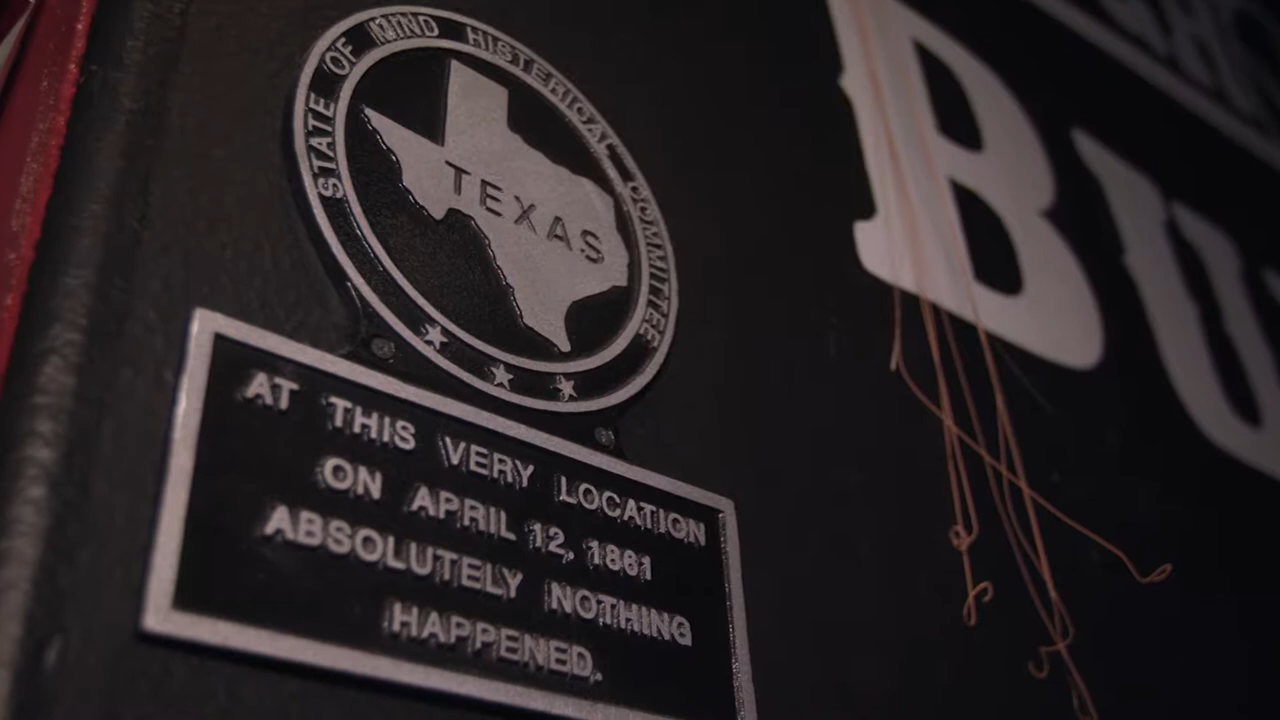 STATE OF MIND HISTERICAL COMMITTEE
TEXAS
AT THIS VERY LOCATION
ON APRIL 12, 1861
ABSOLUTELY NOTHING
HAPPENED.